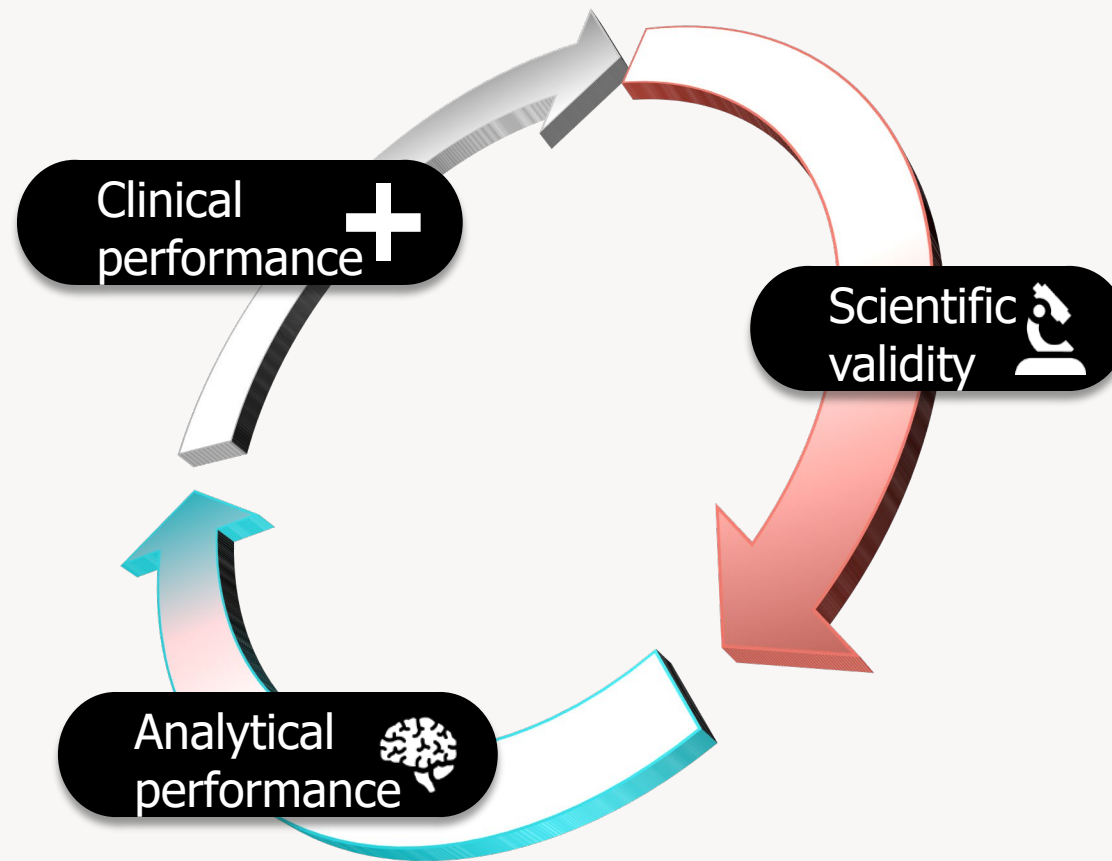 Clinical
performance
Scientific
validity
Analytical
performance